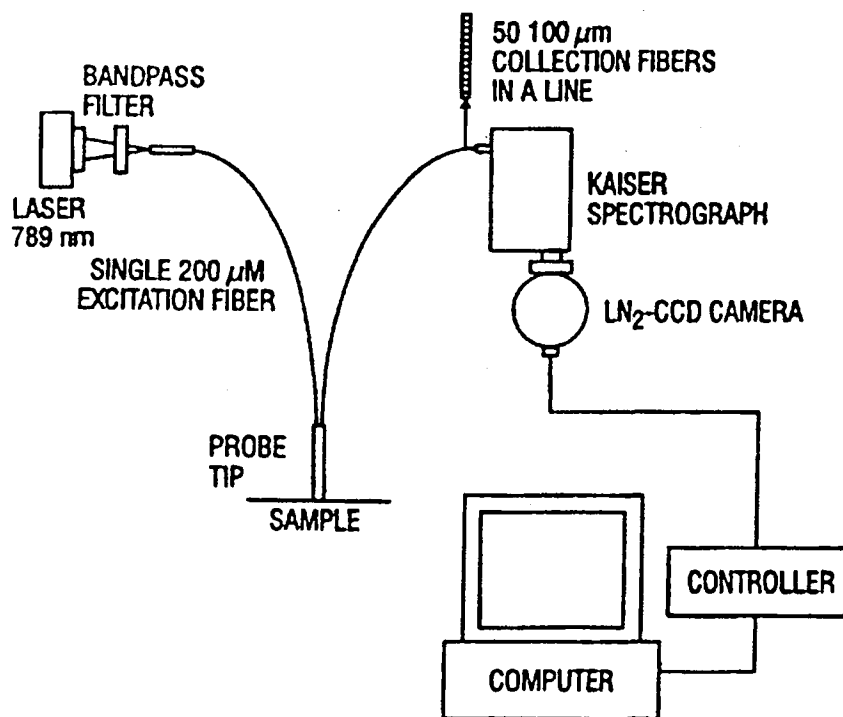 BANDPASS
FILTER
LASER
789 nm
SINGLE 200 µM
EXCITATION FIBER
50 100 µm
COLLECTION FIBERS
IN A LINE
KAISER
SPECTROGRAPH
LN₂-CCD CAMERA
PROBE
TIP
SAMPLE
CONTROLLER
COMPUTER